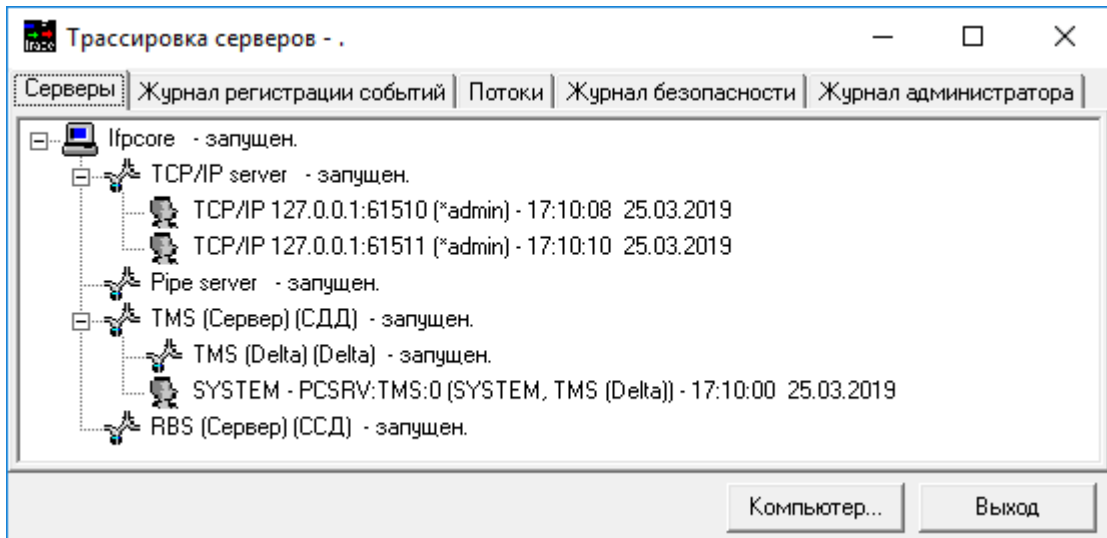 Трассировка серверов - .
Серверы Журнал регистрации событий Потоки Журнал безопасности Журнал администратора
Ifpcore - запущен.
TCP/IP server - запущен.
TCP/IP 127.0.0.1:61510 (*admin) - 17:10:08 25.03.2019
TCP/IP 127.0.0.1:61511 (*admin) - 17:10:10 25.03.2019
Pipe server - запущен.
TMS (Сервер) (СДД) - запущен.
TMS (Delta) (Delta) - запущен.
SYSTEM - PCSRV:TMS:0 (SYSTEM, TMS (Delta)) - 17:10:00 25.03.2019
RBS (Сервер) (ССД) - запущен.
Компьютер... Выход